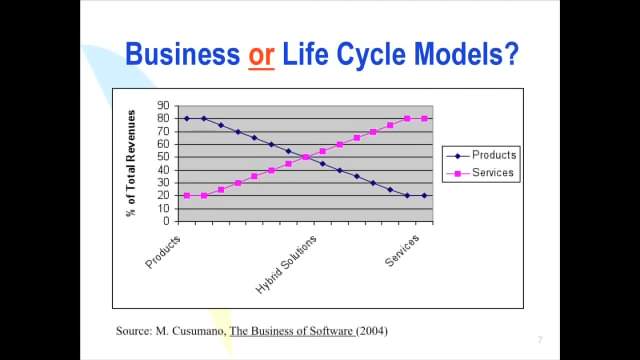 Business or Life Cycle Models?
90
80
70
60
50
40
30
20
10
0
% of Total Revenues
Products
Hybrid Solutions
Services
Products
Services
Source: M. Cusumano, The Business of Software (2004)
7